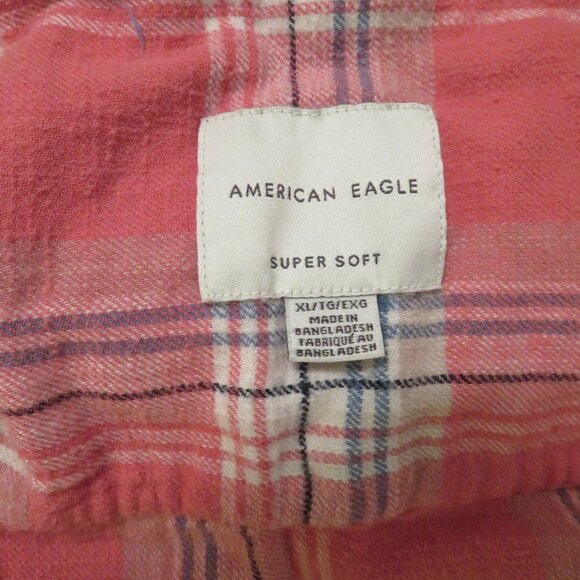 AMERICAN EAGLE
SUPER SOFT
XL/TG/EXG
MADE IN
BANGLADESH
FABRIQUÉ AU
BANGLADESH